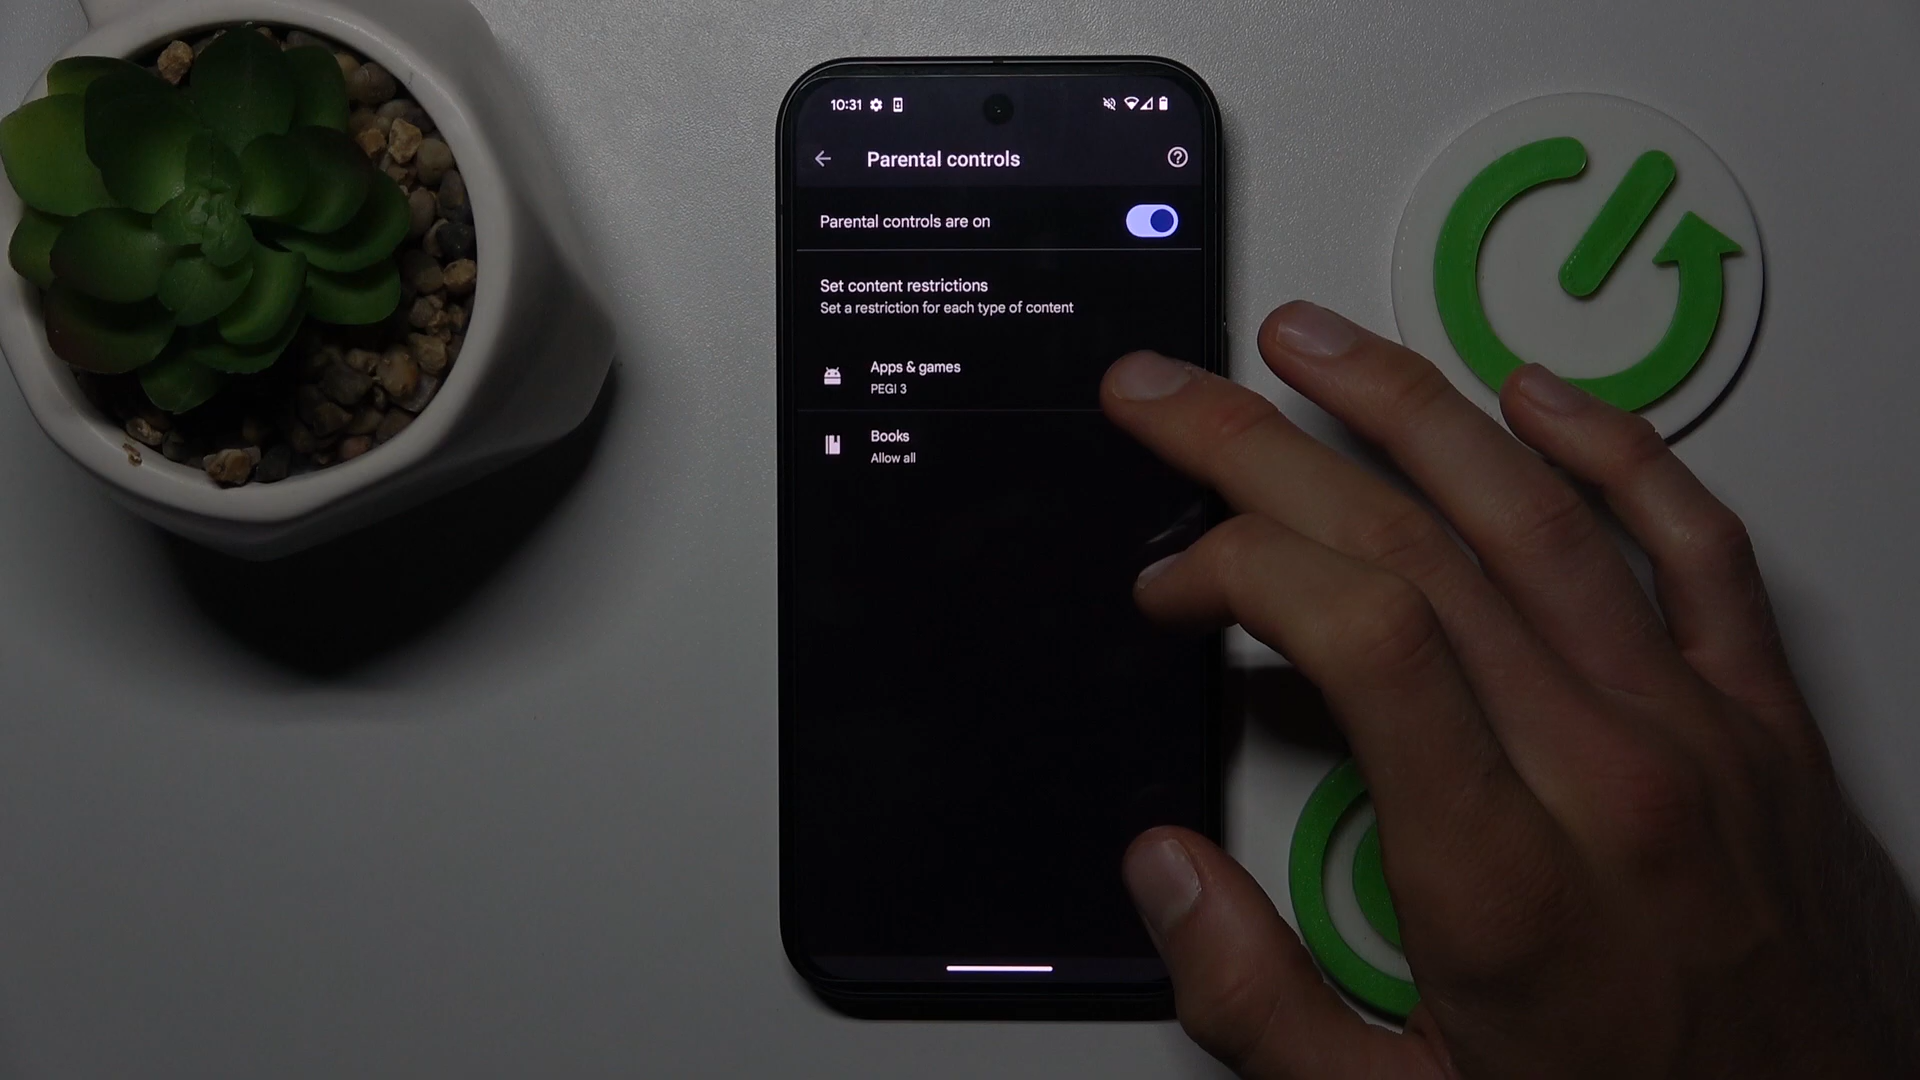 10:31
Parental controls
Parental controls are on
Set content restrictions
Set a restriction for each type of content
Apps & games
PEGI 3
Books
Allow all